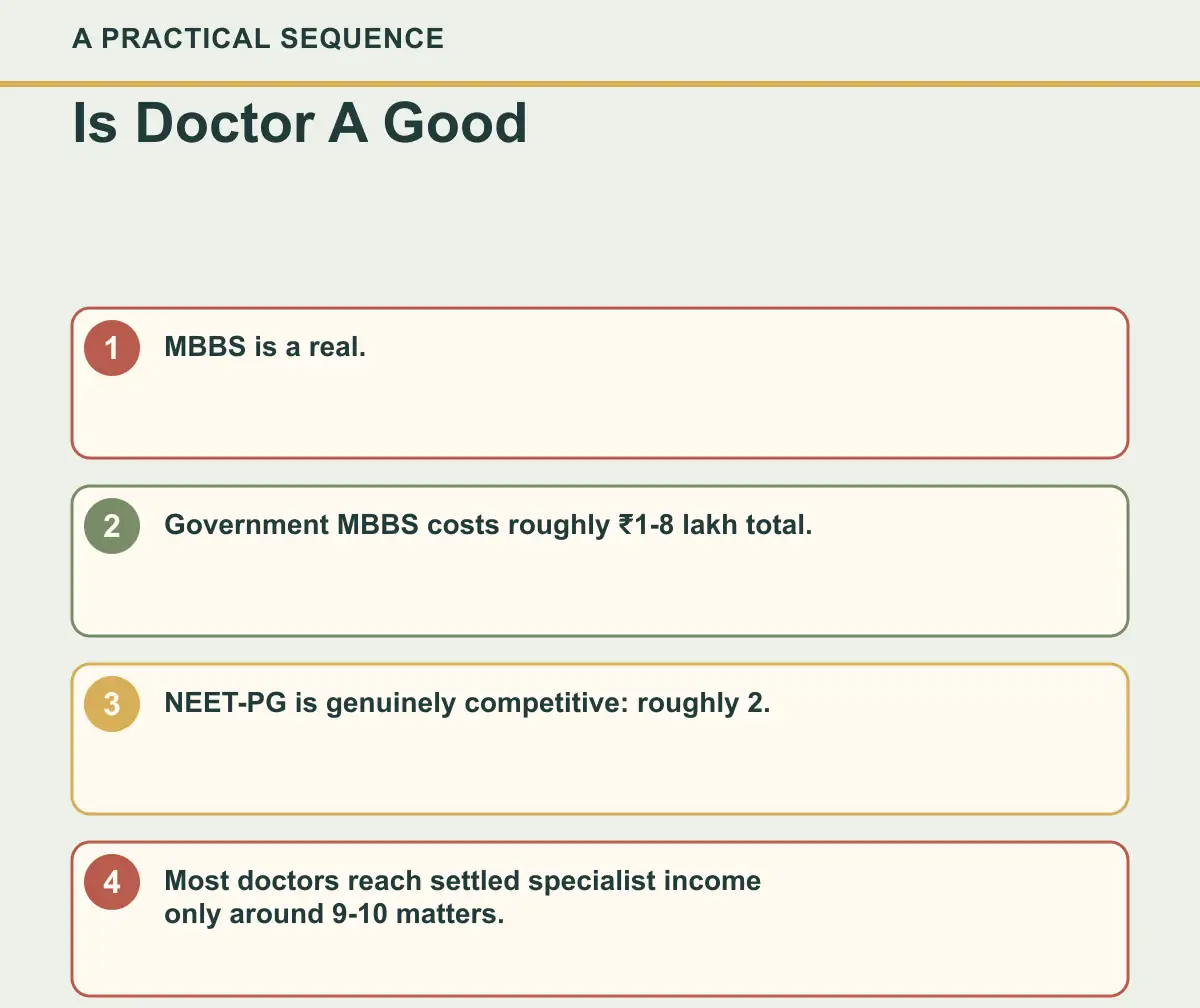 A PRACTICAL SEQUENCE
Is Doctor A Good
1
MBBS is a real.
2
Government MBBS costs roughly ₹1-8 lakh total.
3
NEET-PG is genuinely competitive: roughly 2.
4
Most doctors reach settled specialist income
only around 9-10 matters.